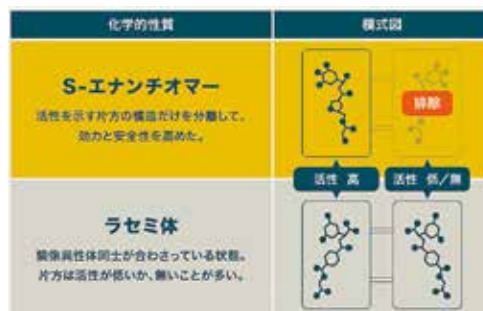 化学的性質
模式図
S-エナンチオマー
活性を示す片方の構造だけを分離して、
効力と安全性を高めた。
排除
活性 高
活性 低/無
ラセミ体
鏡像異性体同士が合わさっている状態。
片方は活性が低いか、無いことが多い。